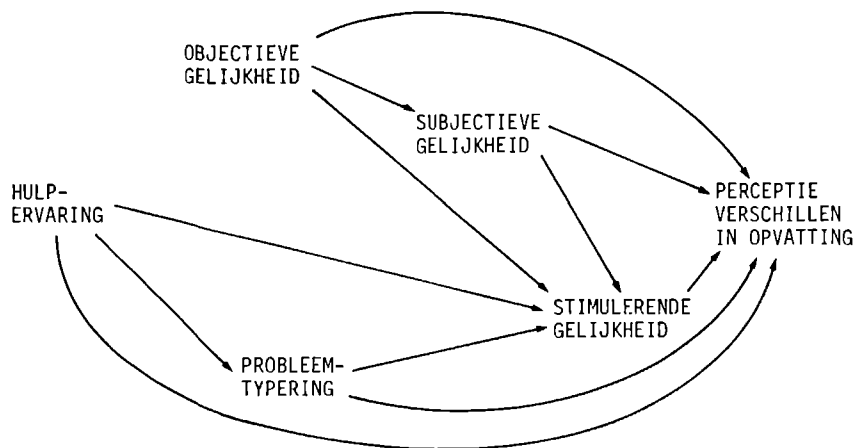 OBJECTIEVE
GELIJKHEID
SUBJECTIEVE
GELIJKHEID
HULP-
ERVARING
PERCEPTIE
VERSCHILLEN
IN OPVATTING
STIMULERENDE
GELIJKHEID
PROBLEEM-
TYPERING